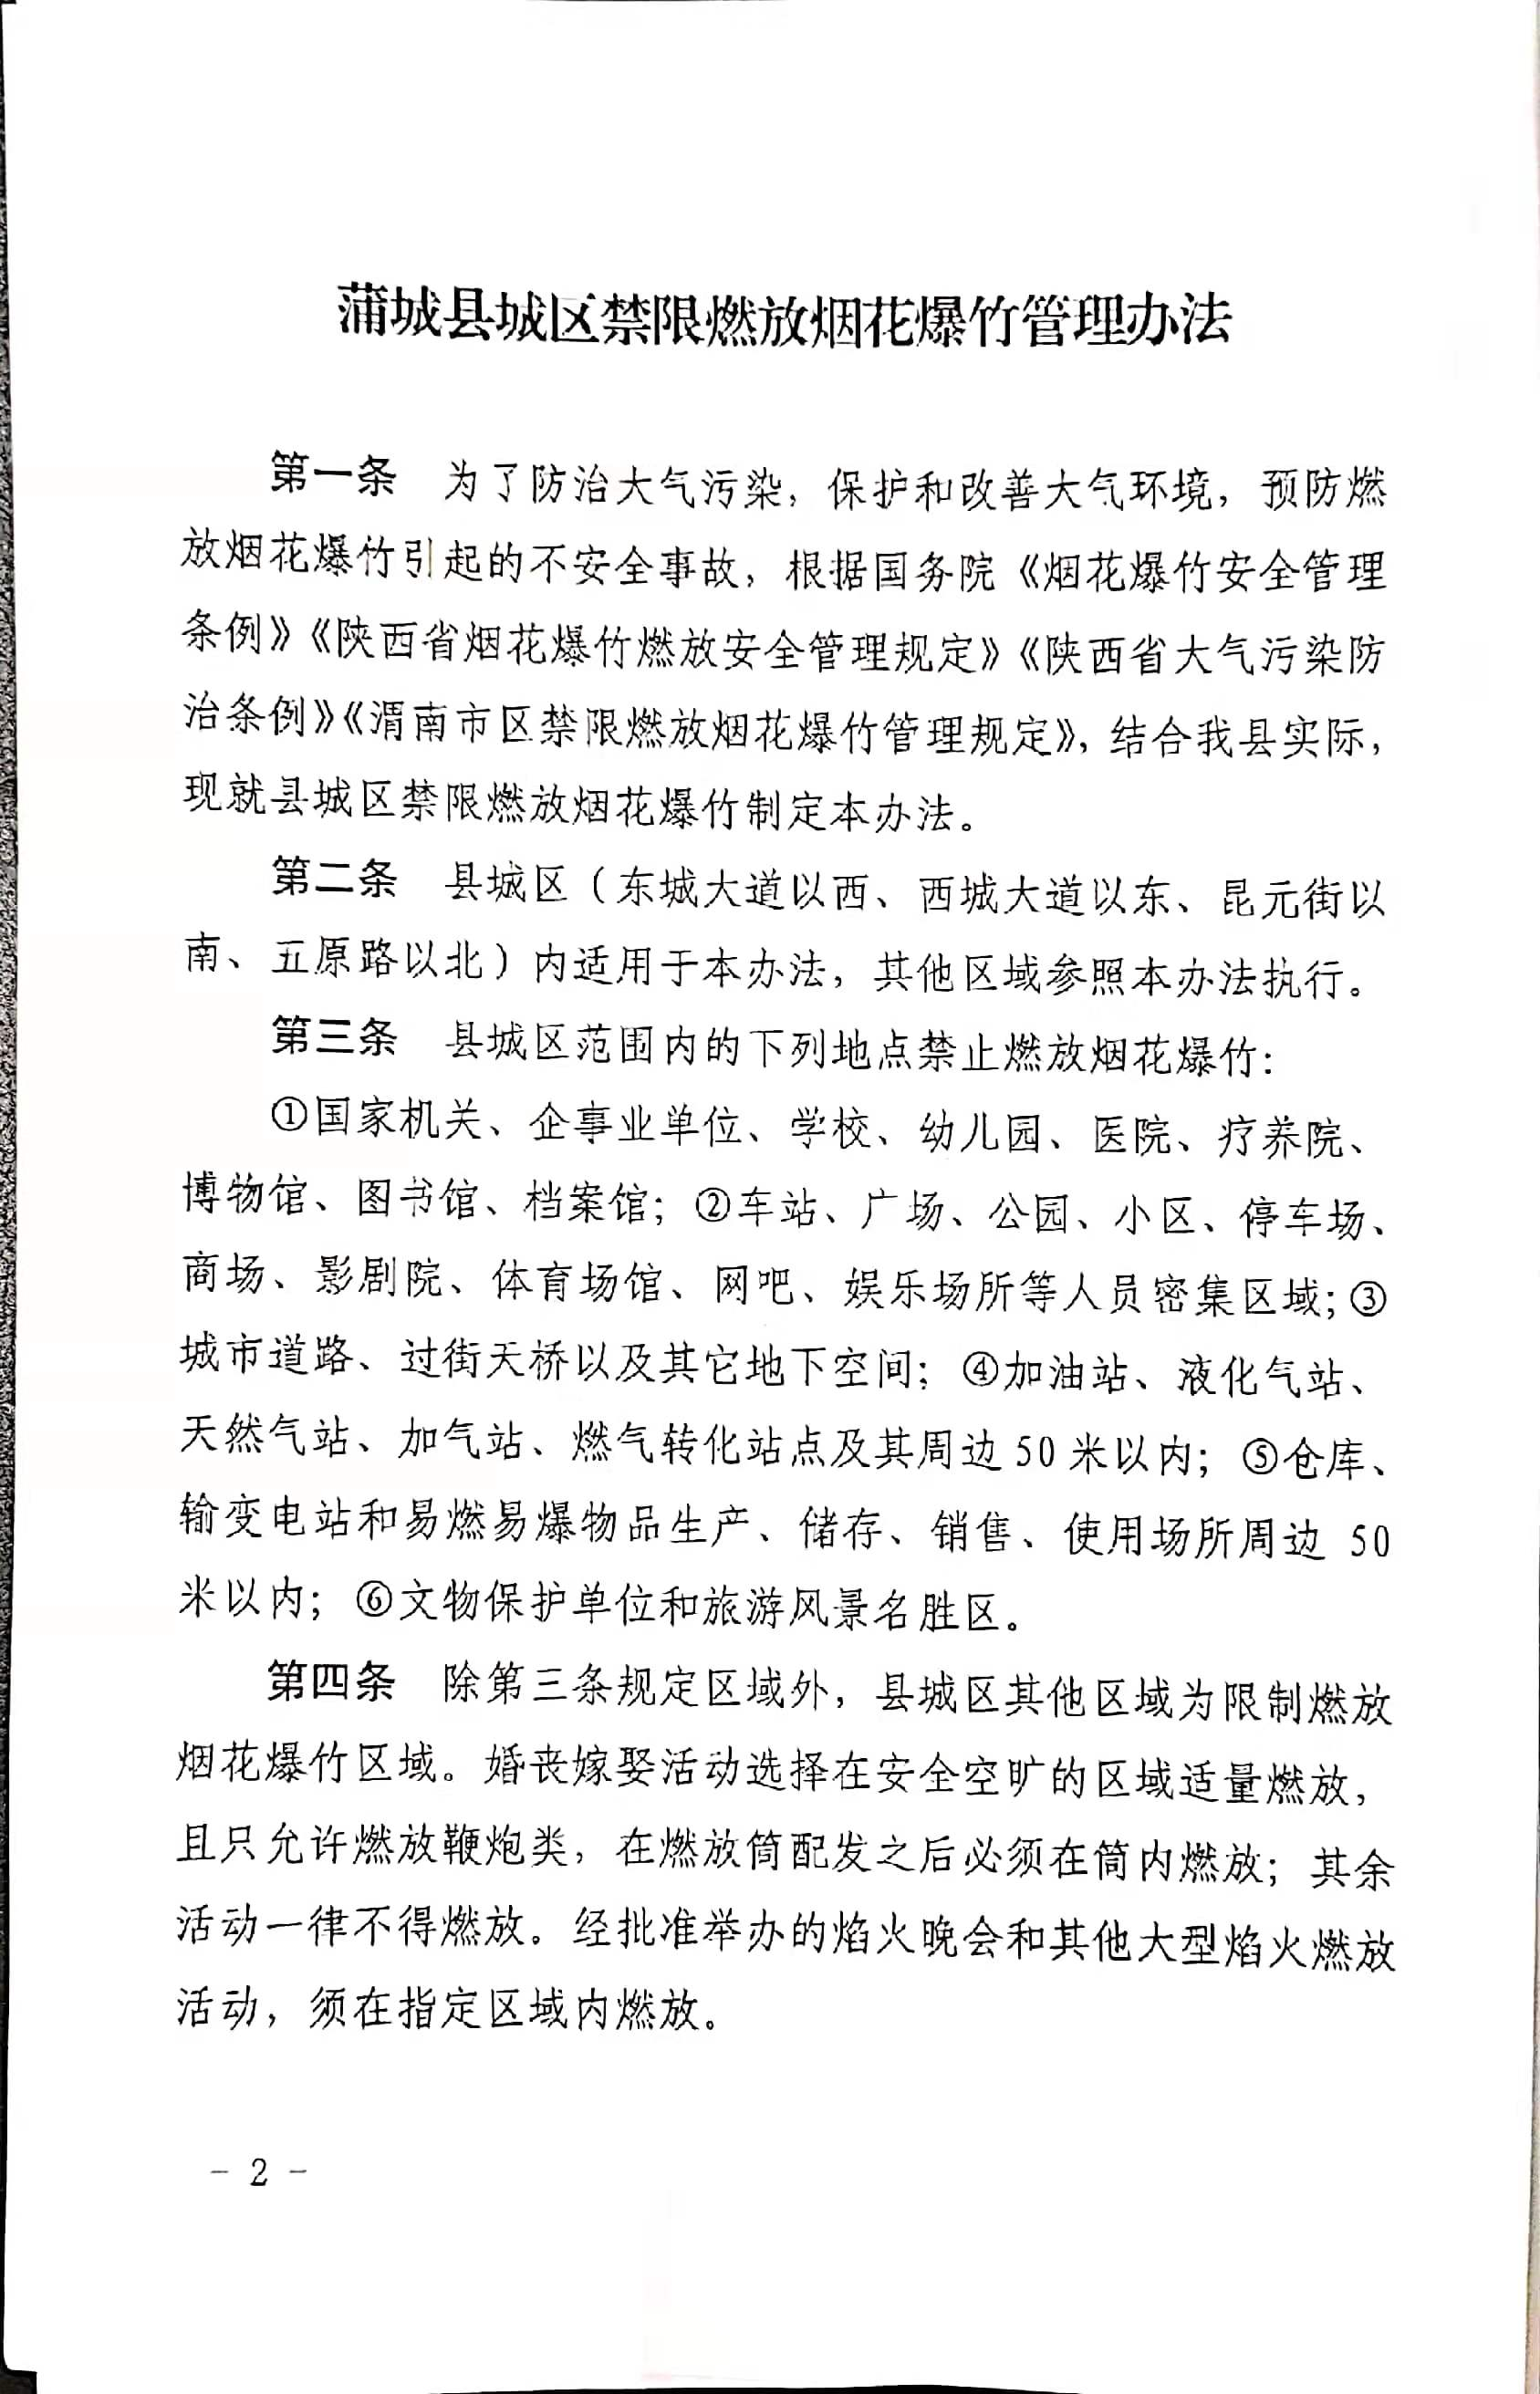 蒲城县城区禁限燃放烟花爆竹管理办法
第一条 为了防治大气污染，保护和改善大气环境，预防燃
放烟花爆竹引起的不安全事故，根据国务院《烟花爆竹安全管理
条例》《陕西省烟花爆竹燃放安全管理规定》《陕西省大气污染防
治条例》《渭南市区禁限燃放烟花爆竹管理规定》，结合我县实际，
现就县城区禁限燃放烟花爆竹制定本办法。
第二条 县城区（东城大道以西、西城大道以东、昆元街以
南、五原路以北）内适用于本办法，其他区域参照本办法执行。
第三条 县城区范围内的下列地点禁止燃放烟花爆竹：
①国家机关、企事业单位、学校、幼儿园、医院、疗养院、
博物馆、图书馆、档案馆；②车站、广场、公园、小区、停车场、
商场、影剧院、体育场馆、网吧、娱乐场所等人员密集区域；③
城市道路、过街天桥以及其它地下空间；④加油站、液化气站、
天然气站、加气站、燃气转化站点及其周边50米以内；⑤仓库、
输变电站和易燃易爆物品生产、储存、销售、使用场所周边 50
米以内；⑥文物保护单位和旅游风景名胜区。
第四条 除第三条规定区域外，县城区其他区域为限制燃放
烟花爆竹区域。婚丧嫁娶活动选择在安全空旷的区域适量燃放，
且只允许燃放鞭炮类，在燃放筒配发之后必须在筒内燃放；其余
活动一律不得燃放。经批准举办的焰火晚会和其他大型焰火燃放
活动，须在指定区域内燃放。
- 2 -